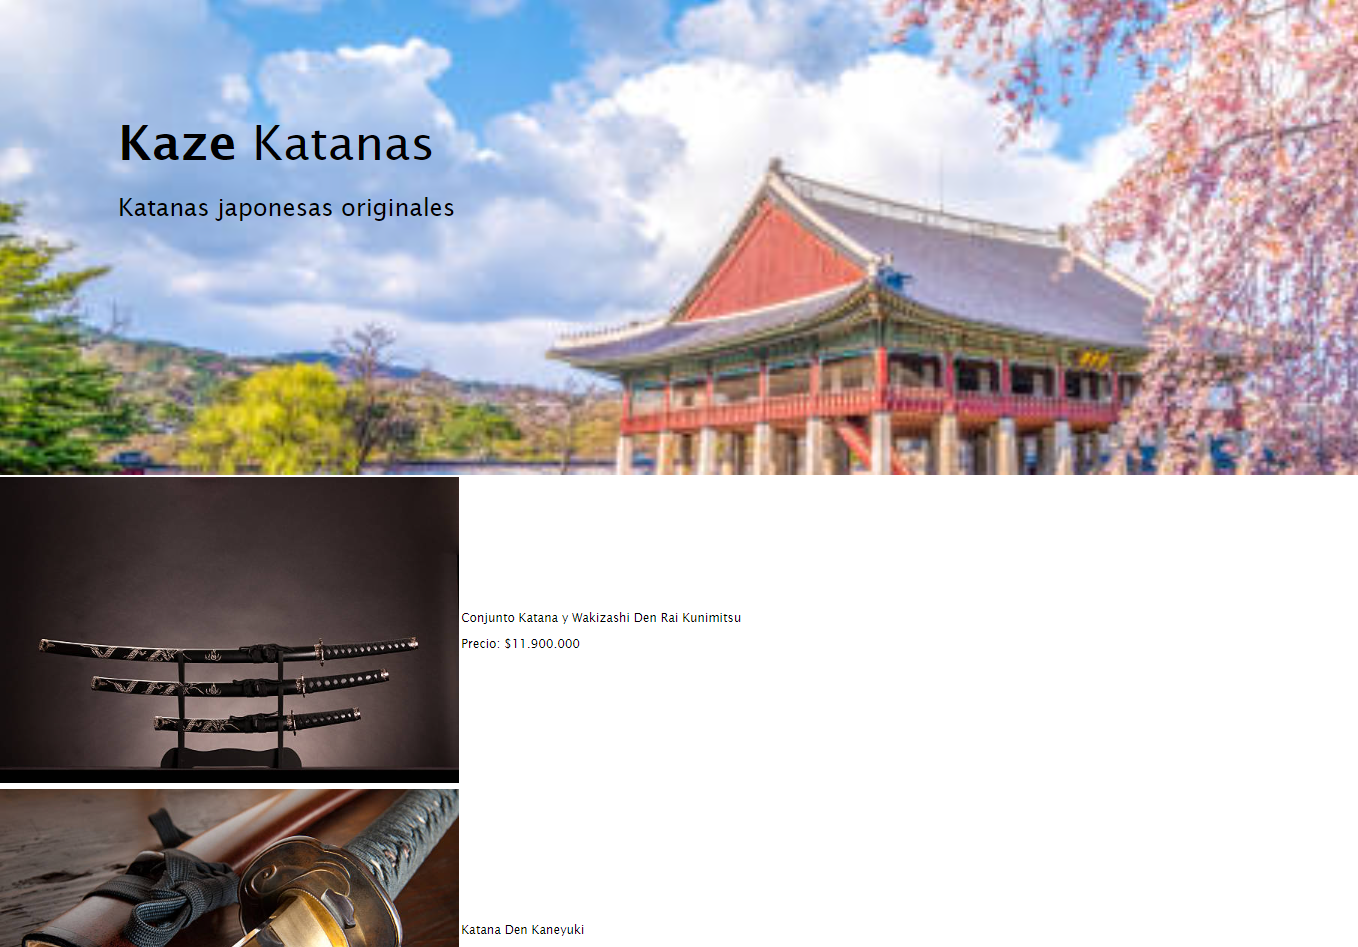 Kaze Katanas
Katanas japonesas originales
Conjunto Katana y Wakizashi Den Rai Kunimitsu
Precio: $11.900.000
Katana Den Kaneyuki